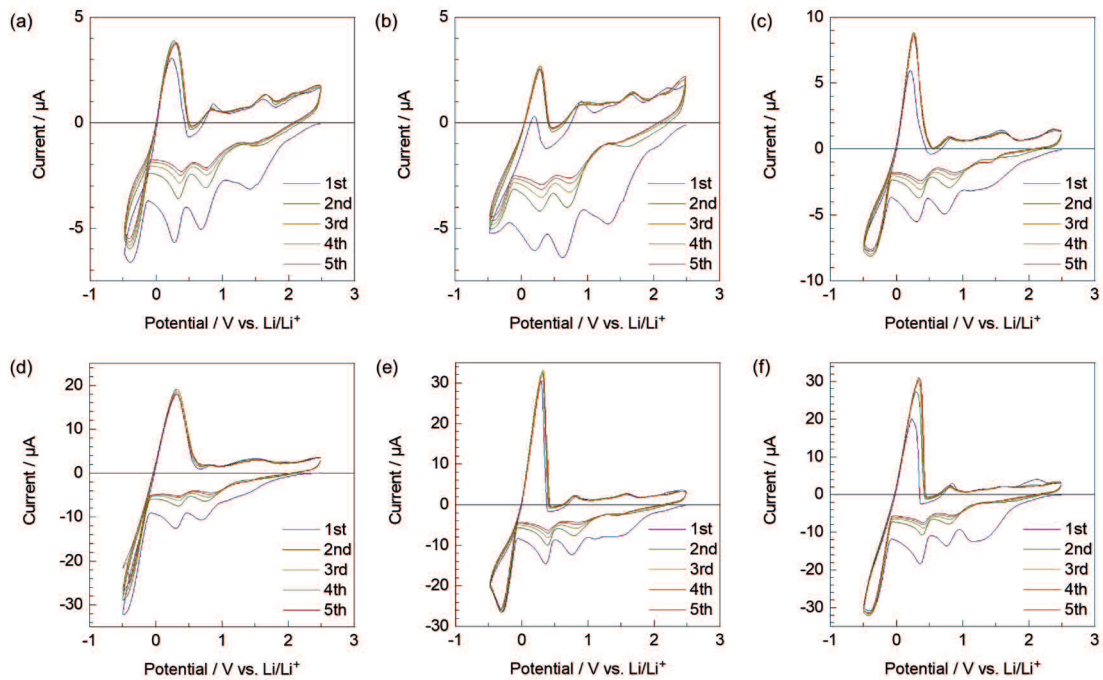 (a)
5
0
-5
Current / µA
1st
2nd
3rd
4th
5th
-1 0 1 2 3
Potential / V vs. Li/Li⁺
(b)
5
0
-5
Current / µA
1st
2nd
3rd
4th
5th
-1 0 1 2 3
Potential / V vs. Li/Li⁺
(c)
10
5
0
-5
-10
Current / µA
1st
2nd
3rd
4th
5th
-1 0 1 2 3
Potential / V vs. Li/Li⁺
(d)
20
10
0
-10
-20
-30
Current / µA
1st
2nd
3rd
4th
5th
-1 0 1 2 3
Potential / V vs. Li/Li⁺
(e)
30
20
10
0
-10
-20
-30
Current / µA
1st
2nd
3rd
4th
5th
-1 0 1 2 3
Potential / V vs. Li/Li⁺
(f)
30
20
10
0
-10
-20
-30
Current / µA
1st
2nd
3rd
4th
5th
-1 0 1 2 3
Potential / V vs. Li/Li⁺